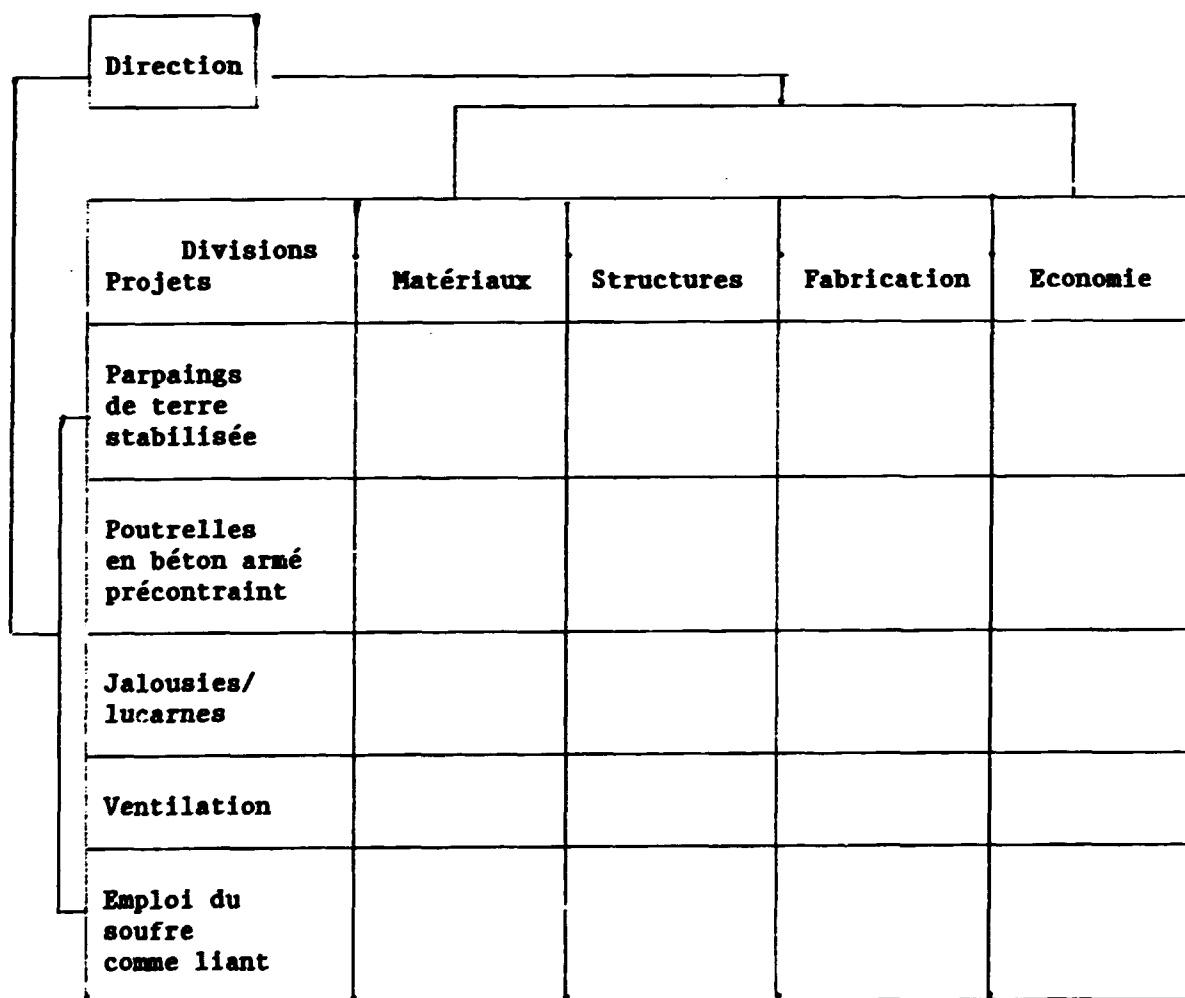 Direction
Divisions
Projets
Matériaux
Structures
Fabrication
Economie
Parpaings
de terre
stabilisée
Poutrelles
en béton armé
précontraint
Jalousies/
lucarnes
Ventilation
Emploi du
soufre
comme liant